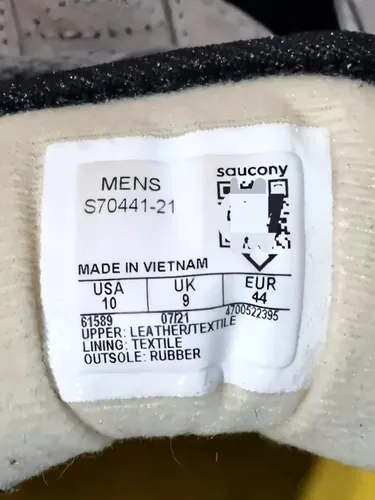 saucony
MENS
S70441-21
MADE IN VIETNAM
USA UK EUR
10 9 44
61589 07/21 4700522395
UPPER: LEATHER/TEXTILE
LINING: TEXTILE
OUTSOLE: RUBBER